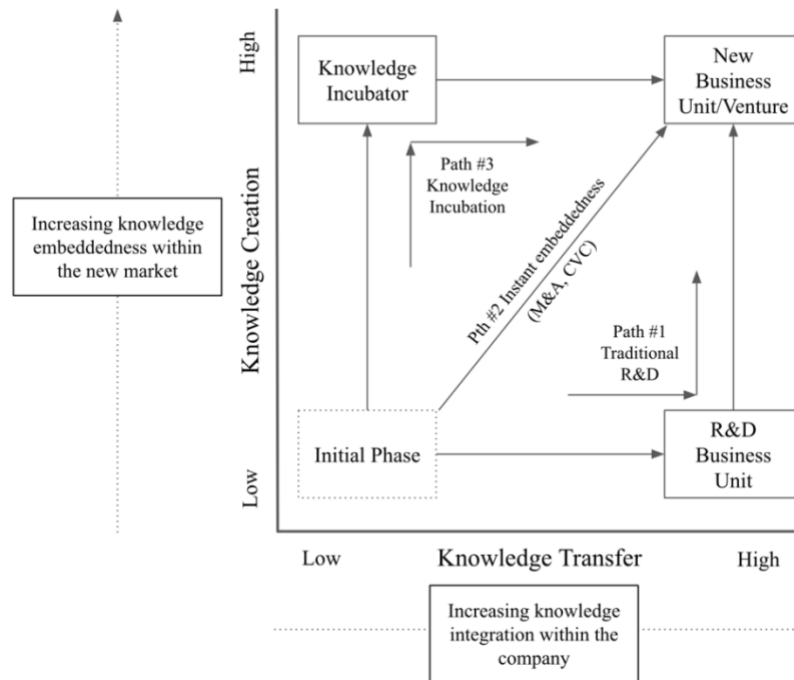 High
Knowledge
Incubator
New
Business
Unit/Venture
Path #3
Knowledge
Incubation
Increasing knowledge
embeddedness within
the new market
Knowledge Creation
Pth #2 Instant embeddedness
(M&A, CVC)
Path #1
Traditional
R&D
Initial Phase
R&D
Business
Unit
Low
Low
Knowledge Transfer
High
Increasing knowledge
integration within the
company